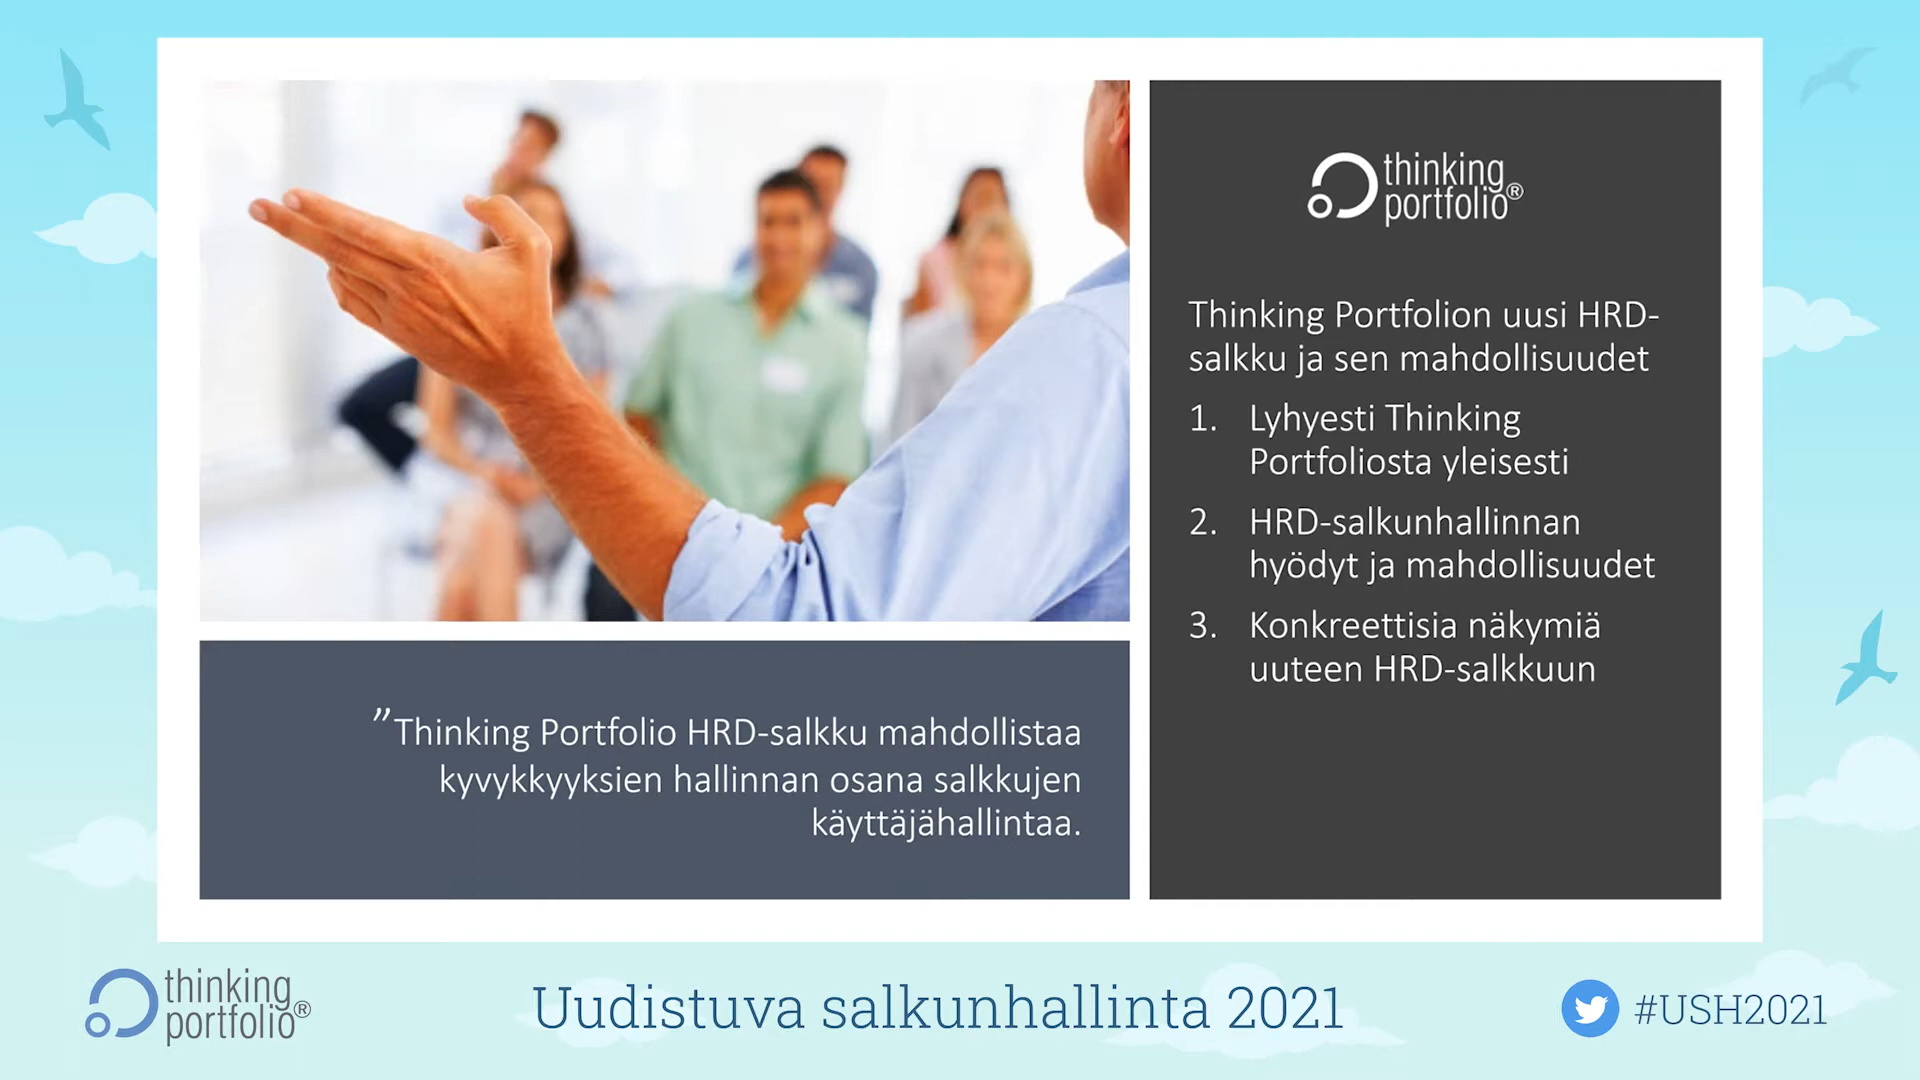 thinking
portfolio®
Thinking Portfolion uusi HRD-
salkku ja sen mahdollisuudet
1. Lyhyesti Thinking
Portfoliosta yleisesti
2. HRD-salkunhallinnan
hyödyt ja mahdollisuudet
3. Konkreettisia näkymiä
uuteen HRD-salkkuun
”Thinking Portfolio HRD-salkku mahdollistaa
kyvykkyyksien hallinnan osana salkkujen
käyttäjähallintaa.
thinking
portfolio®
Uudistuva salkunhallinta 2021
#USH2021